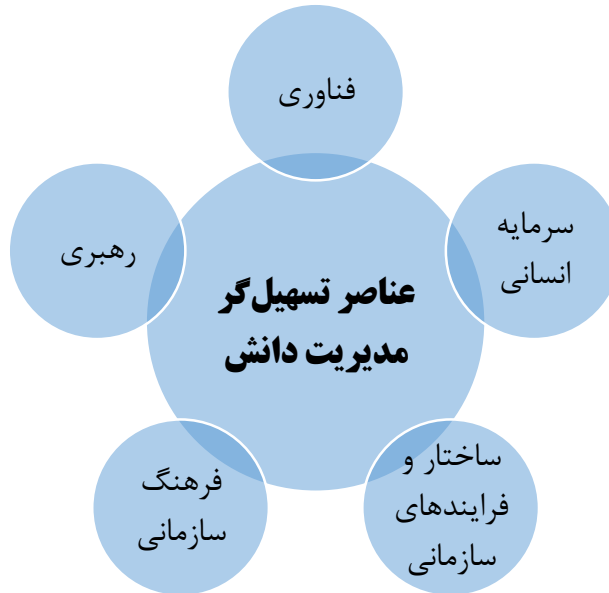 فناوری
سرمایه
انسانی
رهبری
عناصر تسهیل‌گر
مدیریت دانش
ساختار و
فرایندهای
سازمانی
فرهنگ
سازمانی